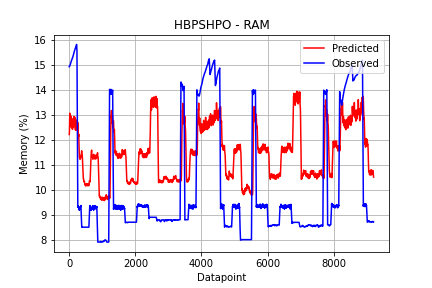 HBPSHPO - RAM
Predicted
Observed
Memory (%)
16
15
14
13
12
11
10
9
8
0
2000
4000
6000
8000
Datapoint